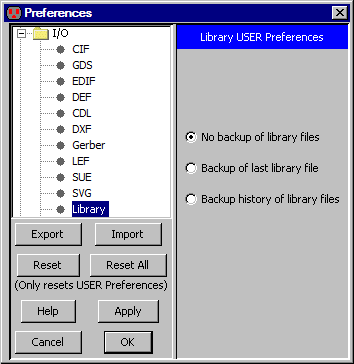 Preferences
I/O
CIF
GDS
EDIF
DEF
CDL
DXF
Gerber
LEF
SUE
SVG
Library
Export
Import
Reset
Reset All
(Only resets USER Preferences)
Help
Apply
Cancel
OK
Library USER Preferences
No backup of library files
Backup of last library file
Backup history of library files